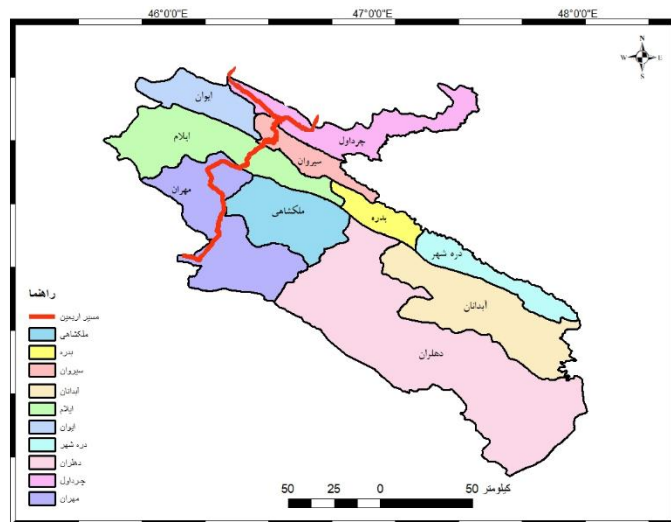 46°0'0"E 47°0'0"E 48°0'0"E
N
W E
S
ایوان
چرداول
ایلام
سیروان
مهران
ملکشاهی
بدره
دره شهر
آبدانان
دهلران
راهنما
مسیر اربعین
ملکشاهی
بدره
سیروان
آبدانان
ایلام
ایوان
دره شهر
دهلران
چرداول
مهران
50 25 0 50 کیلومتر